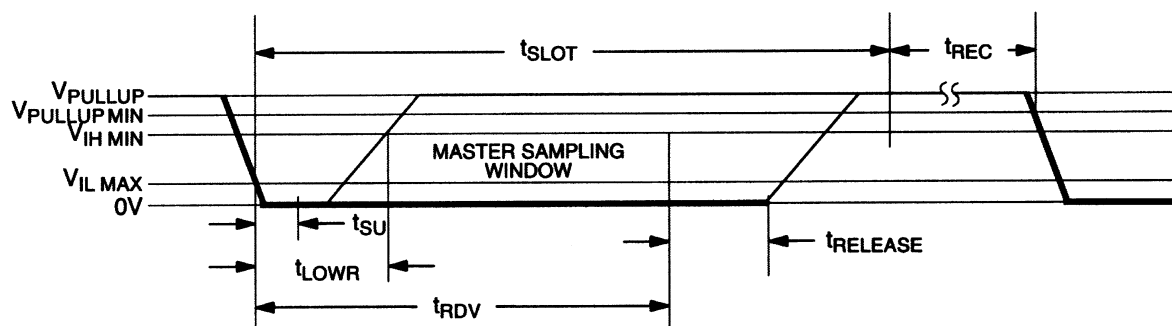 tSLOT
tREC
VPULLUP
VPULLUP MIN
VIH MIN
MASTER SAMPLING
WINDOW
VIL MAX
0V
tSU
tRELEASE
tLOWR
tRDV